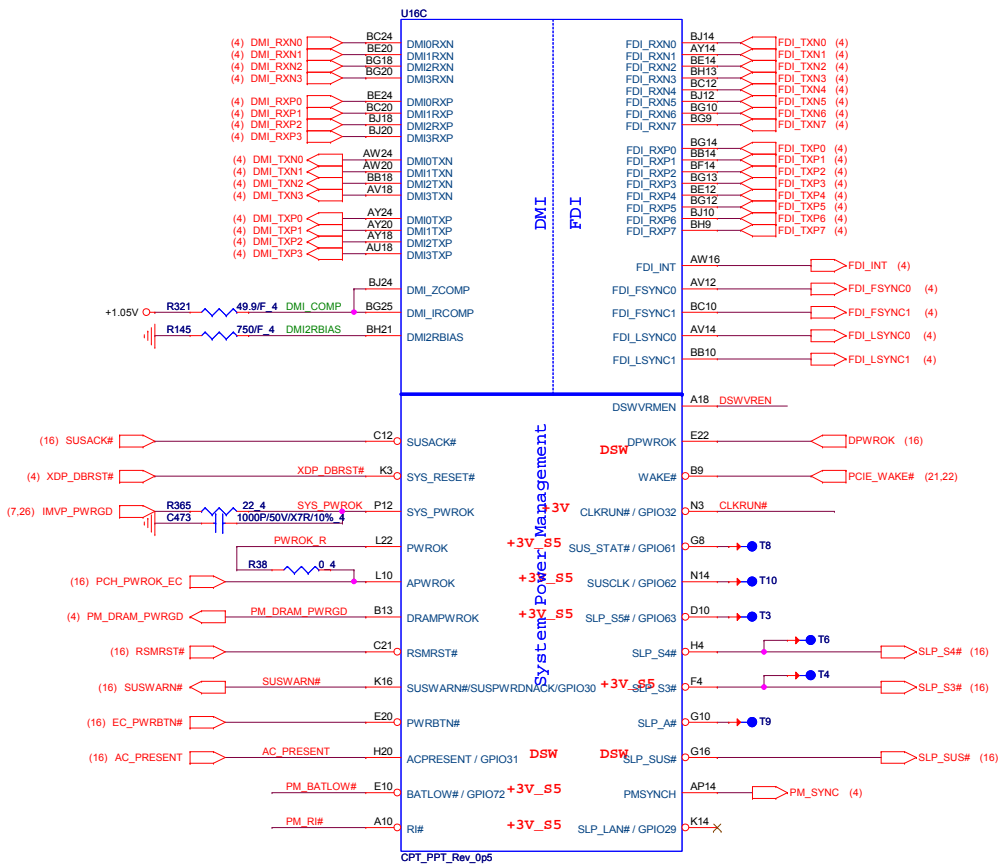 U16C
(4) DMI_RXN0 BC24 DMI0RXN FDI_RXN0 BJ14 FDI_TXN0 (4)
(4) DMI_RXN1 BE20 DMI1RXN FDI_RXN1 AY14 FDI_TXN1 (4)
(4) DMI_RXN2 BG18 DMI2RXN FDI_RXN2 BE14 FDI_TXN2 (4)
(4) DMI_RXN3 BG20 DMI3RXN FDI_RXN3 BH13 FDI_TXN3 (4)
FDI_RXN4 BC12 FDI_TXN4 (4)
(4) DMI_RXP0 BE24 DMI0RXP FDI_RXN5 BJ12 FDI_TXN5 (4)
(4) DMI_RXP1 BC20 DMI1RXP FDI_RXN6 BG10 FDI_TXN6 (4)
(4) DMI_RXP2 BJ18 DMI2RXP FDI_RXN7 BG9 FDI_TXN7 (4)
(4) DMI_RXP3 BJ20 DMI3RXP
FDI_RXP0 BG14 FDI_TXP0 (4)
(4) DMI_TXN0 AW24 DMI0TXN FDI_RXP1 BB14 FDI_TXP1 (4)
(4) DMI_TXN1 AW20 DMI1TXN FDI_RXP2 BF14 FDI_TXP2 (4)
(4) DMI_TXN2 BB18 DMI2TXN FDI_RXP3 BG13 FDI_TXP3 (4)
(4) DMI_TXN3 AV18 DMI3TXN FDI_RXP4 BE12 FDI_TXP4 (4)
FDI_RXP5 BG12 FDI_TXP5 (4)
(4) DMI_TXP0 AY24 DMI0TXP FDI_RXP6 BJ10 FDI_TXP6 (4)
(4) DMI_TXP1 AY20 DMI1TXP FDI_RXP7 BH9 FDI_TXP7 (4)
(4) DMI_TXP2 AY18 DMI2TXP
(4) DMI_TXP3 AU18 DMI3TXP
DMI
FDI
FDI_INT AW16 FDI_INT (4)
BJ24 DMI_ZCOMP FDI_FSYNC0 AV12 FDI_FSYNC0 (4)
+1.05V R321 49.9/F_4 DMI_COMP BG25 DMI_IRCOMP FDI_FSYNC1 BC10 FDI_FSYNC1 (4)
R145 750/F_4 DMI2RBIAS BH21 DMI2RBIAS FDI_LSYNC0 AV14 FDI_LSYNC0 (4)
FDI_LSYNC1 BB10 FDI_LSYNC1 (4)
System Power Management
DSWVRMEN A18 DSWVREN
(16) SUSACK# C12 SUSACK# DSW DPWROK E22 DPWROK (16)
(4) XDP_DBRST# XDP_DBRST# K3 SYS_RESET# WAKE# B9 PCIE_WAKE# (21,22)
(7,26) IMVP_PWRGD R365 22_4 SYS_PWROK P12 SYS_PWROK +3V CLKRUN# / GPIO32 N3 CLKRUN#
C473 1000P/50V/X7R/10%_4
PWROK_R L22 PWROK +3V_S5 SUS_STAT# / GPIO61 G8 T8
R38 0_4
(16) PCH_PWROK_EC L10 APWROK +3V_S5 SUSCLK / GPIO62 N14 T10
(4) PM_DRAM_PWRGD PM_DRAM_PWRGD B13 DRAMPWROK +3V_S5 SLP_S5# / GPIO63 D10 T3
T6
(16) RSMRST# C21 RSMRST# SLP_S4# H4 SLP_S4# (16)
T4
(16) SUSWARN# SUSWARN# K16 SUSWARN#/SUSPWRDNACK/GPIO30 +3V_S5 SLP_S3# F4 SLP_S3# (16)
(16) EC_PWRBTN# E20 PWRBTN# SLP_A# G10 T9
(16) AC_PRESENT AC_PRESENT H20 ACPRESENT / GPIO31 DSW DSW SLP_SUS# G16 SLP_SUS# (16)
PM_BATLOW# E10 BATLOW# / GPIO72 +3V_S5 PMSYNCH AP14 PM_SYNC (4)
PM_RI# A10 RI# +3V_S5 SLP_LAN# / GPIO29 K14
CPT_PPT_Rev_0p5